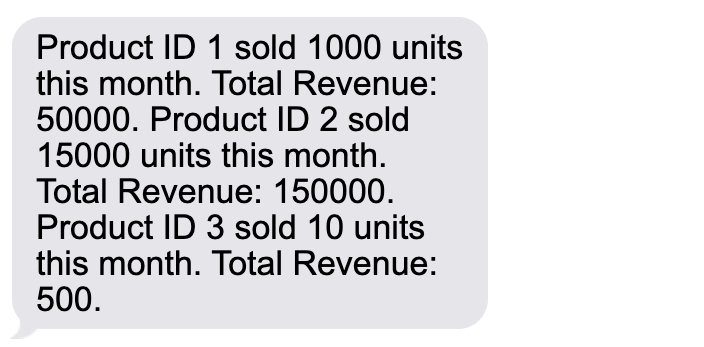 Product ID 1 sold 1000 units
this month. Total Revenue:
50000. Product ID 2 sold
15000 units this month.
Total Revenue: 150000.
Product ID 3 sold 10 units
this month. Total Revenue:
500.